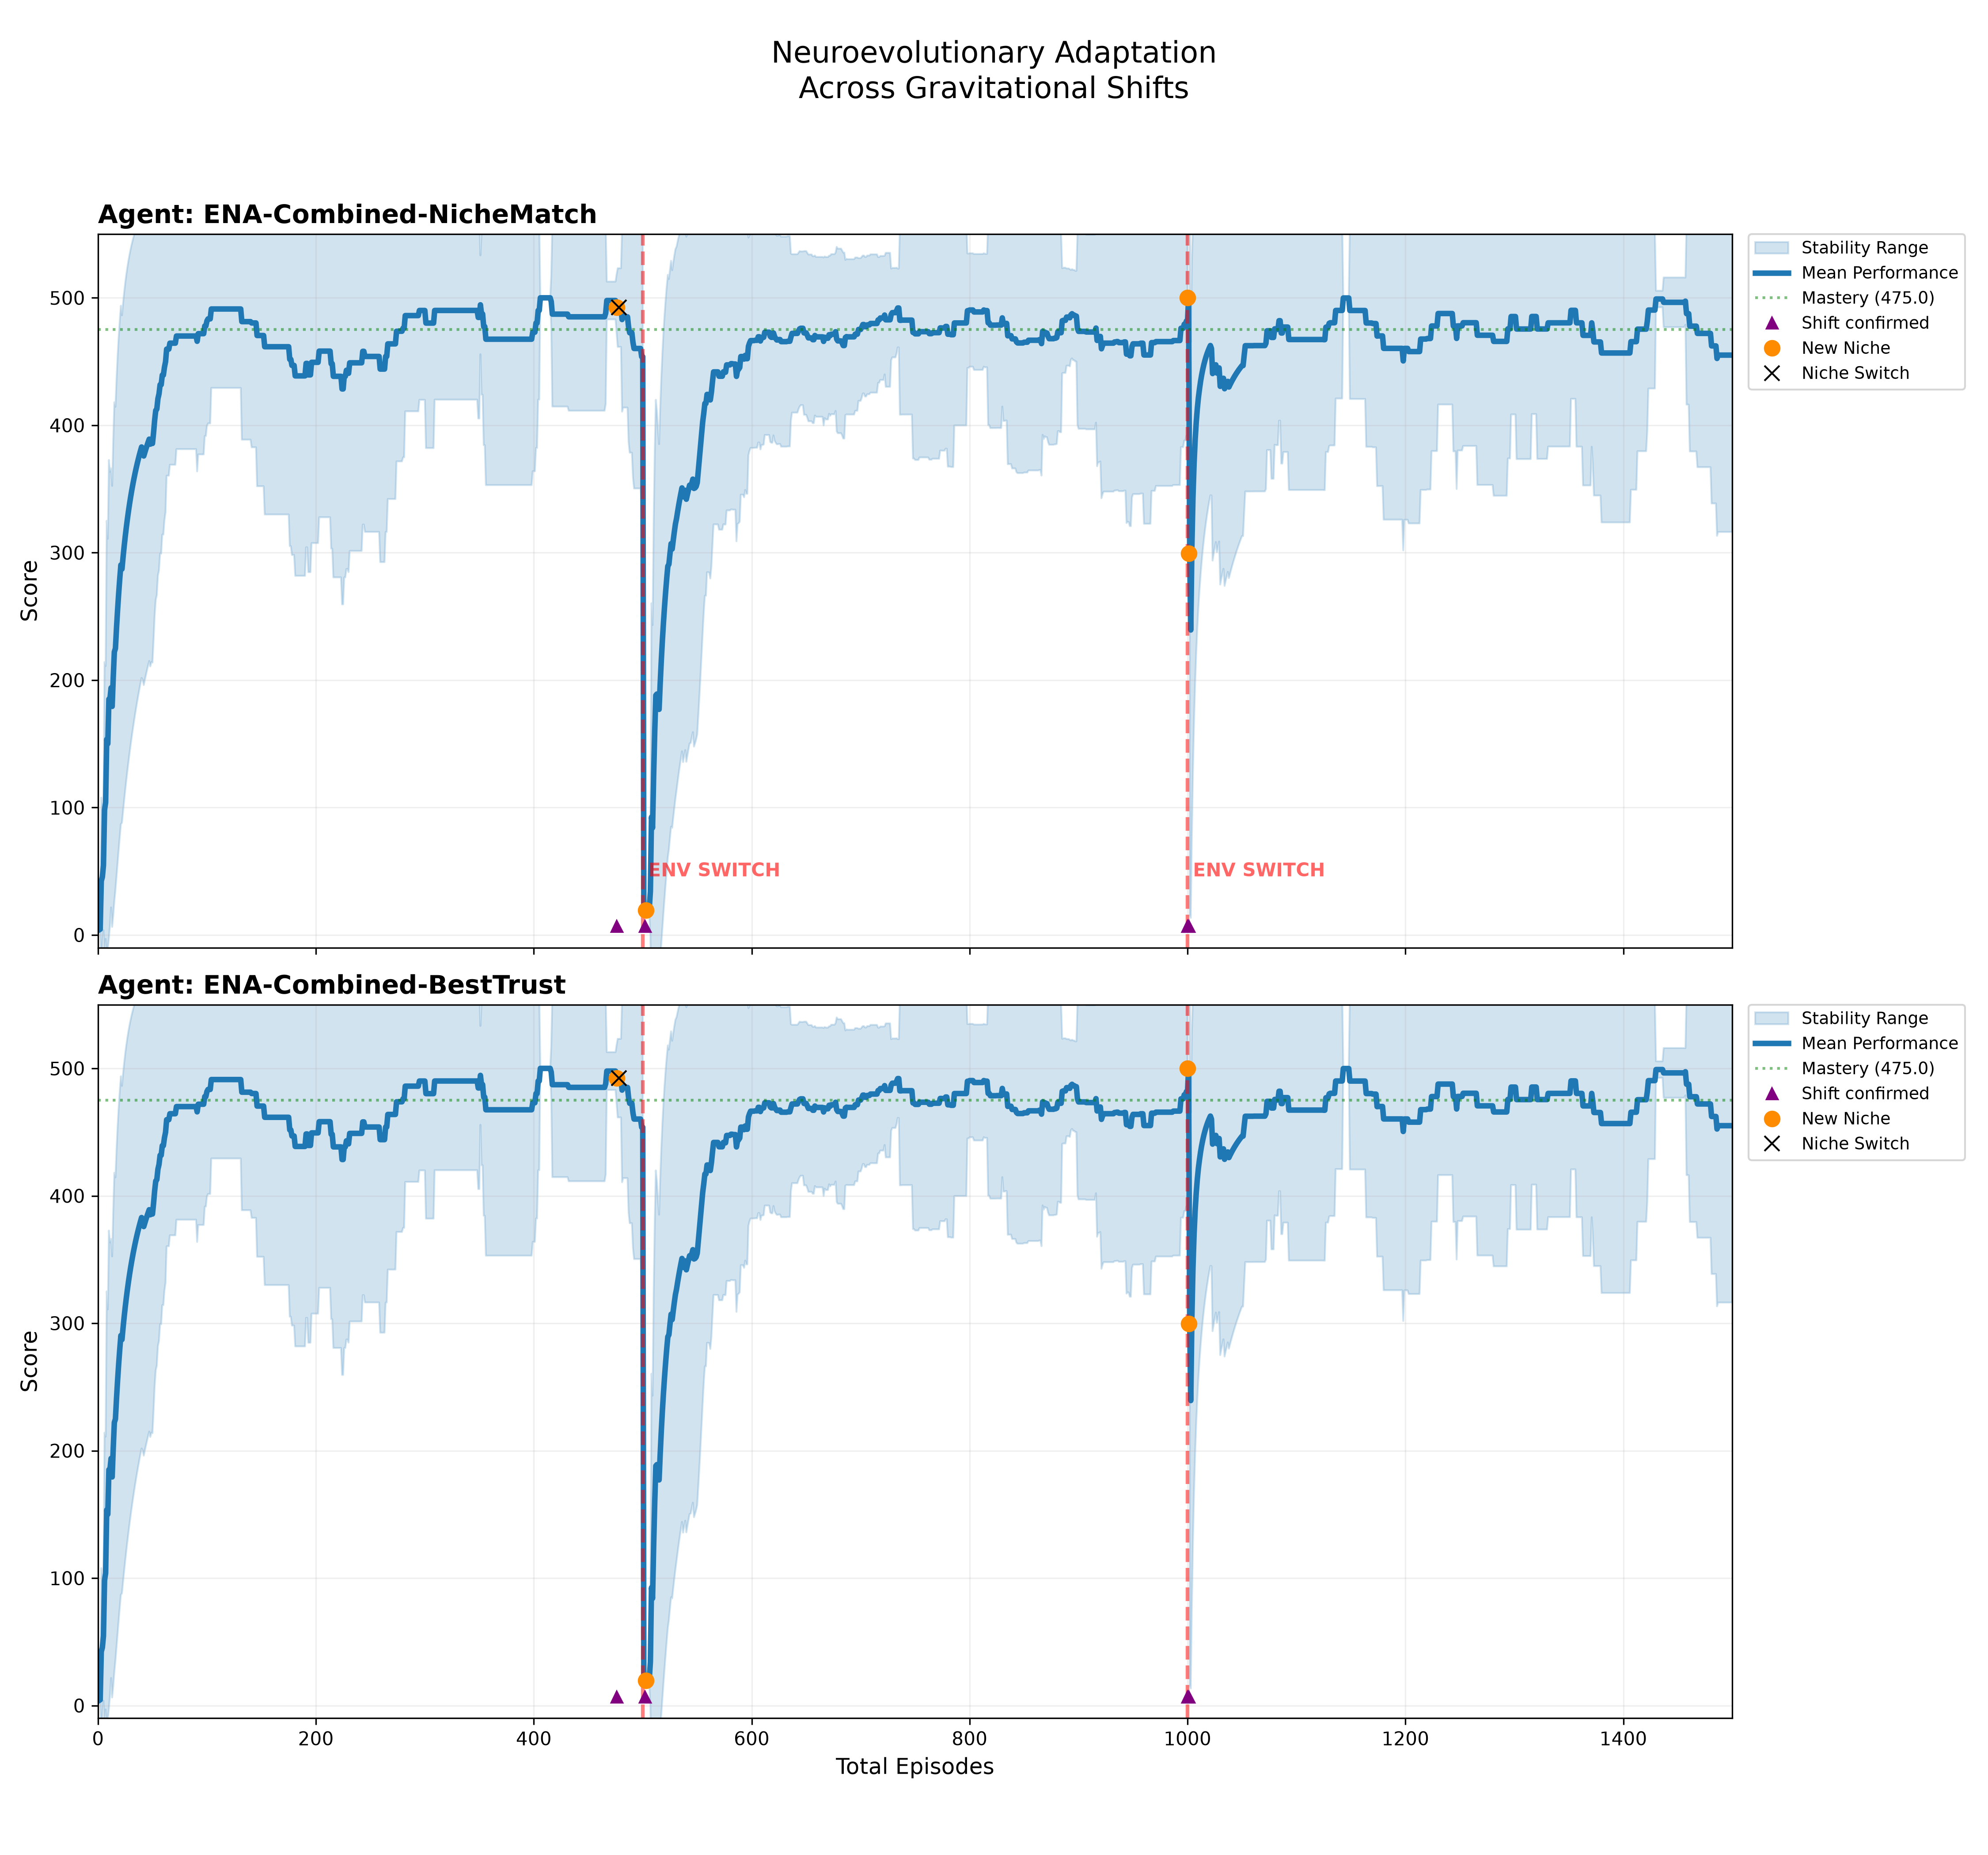 Neuroevolutionary Adaptation
Across Gravitational Shifts
Agent: ENA-Combined-NicheMatch
Score
500
400
300
200
100
0
ENV SWITCH
ENV SWITCH
Stability Range
Mean Performance
Mastery (475.0)
Shift confirmed
New Niche
Niche Switch
Agent: ENA-Combined-BestTrust
Score
500
400
300
200
100
0
0 200 400 600 800 1000 1200 1400
Total Episodes
Stability Range
Mean Performance
Mastery (475.0)
Shift confirmed
New Niche
Niche Switch